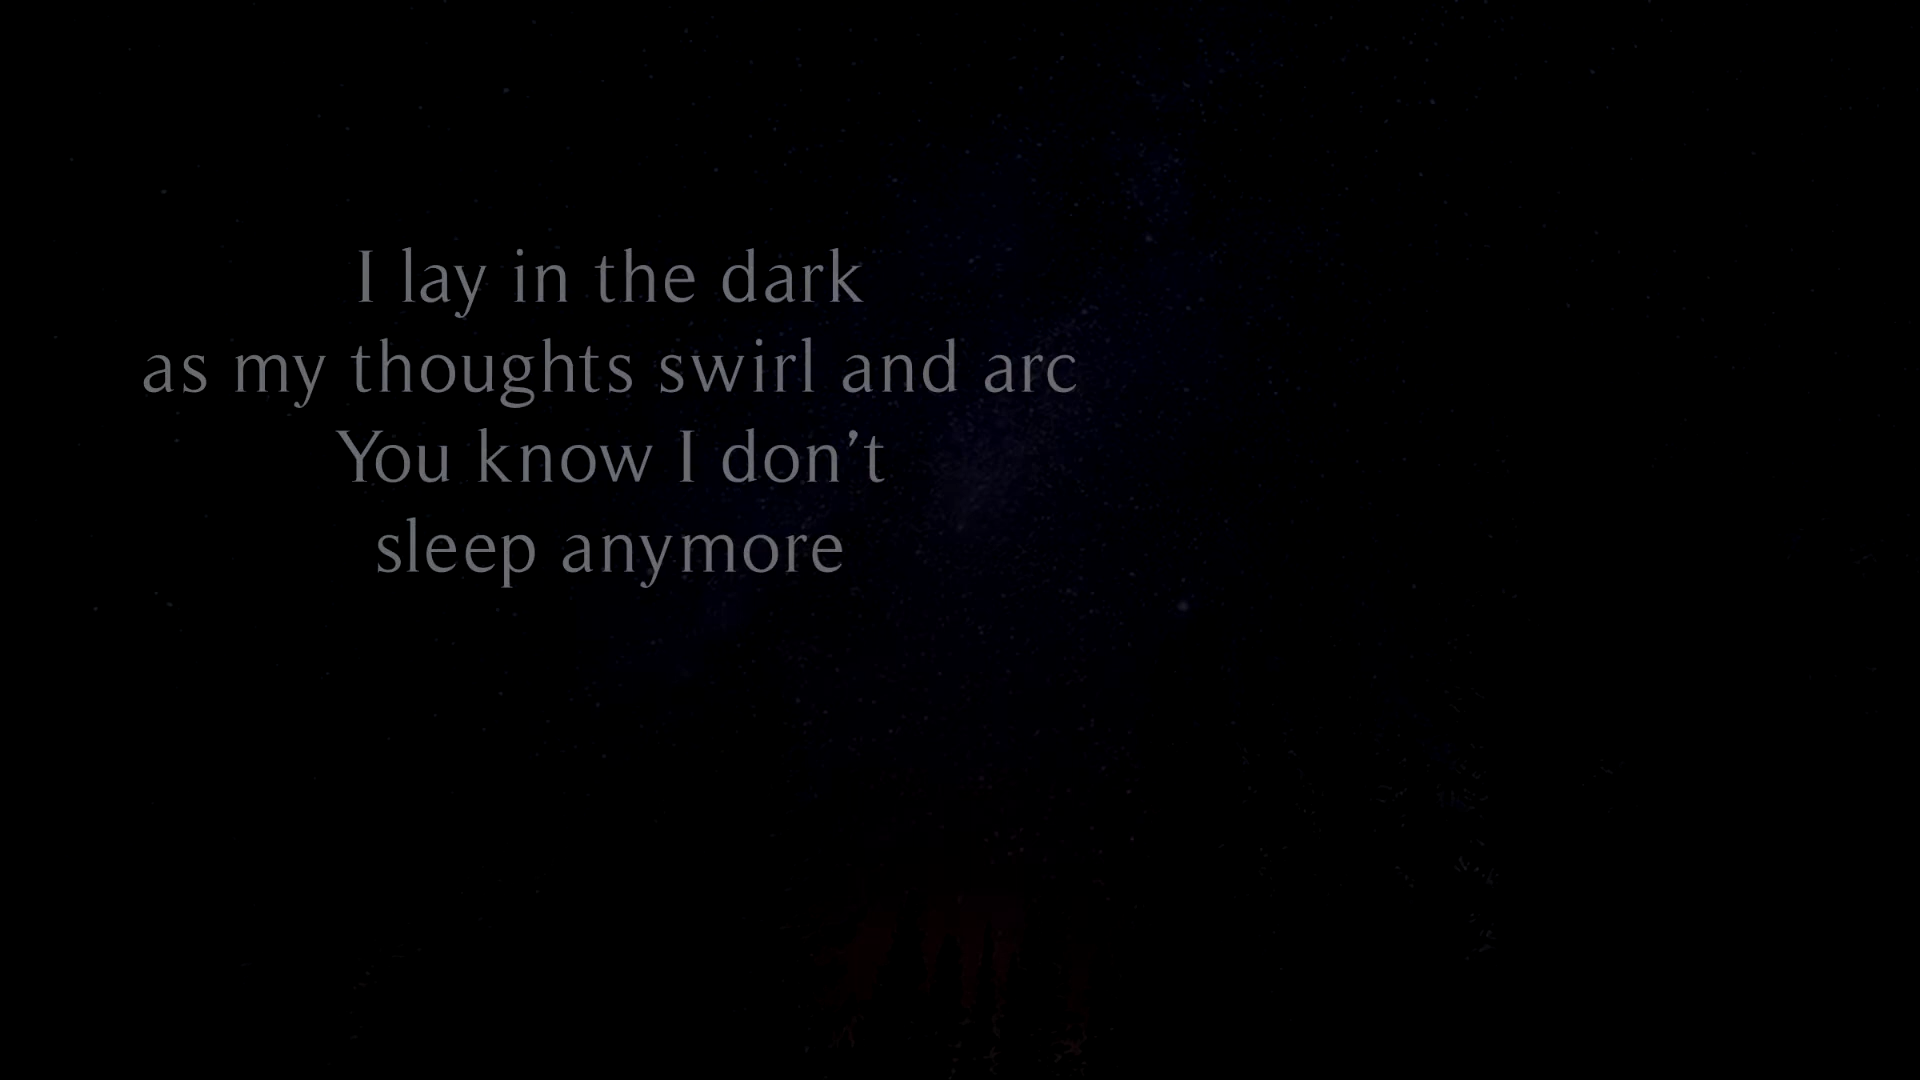 I lay in the dark
as my thoughts swirl and arc
You know I don’t
sleep anymore